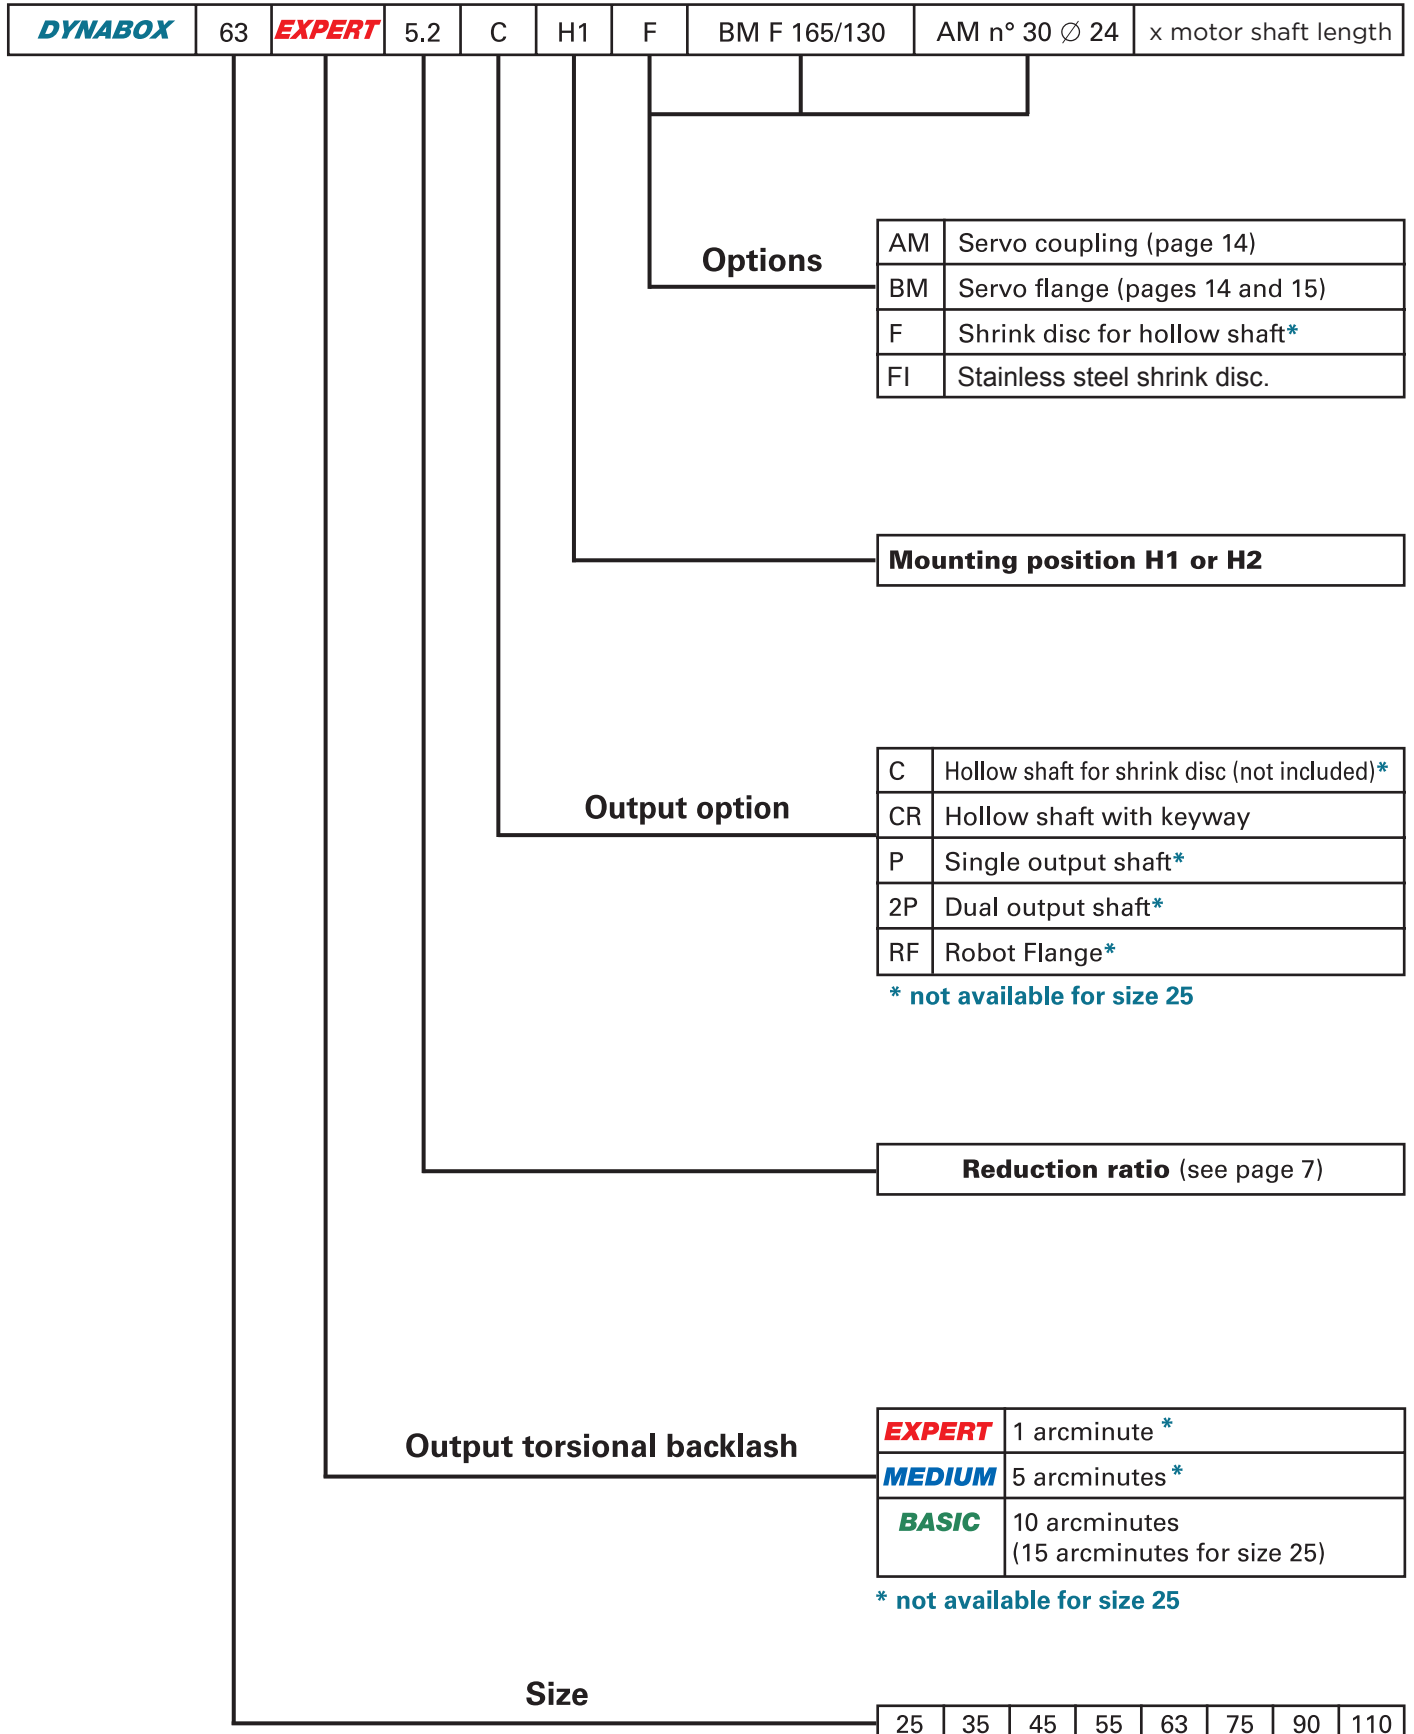 DYNABOX 63 EXPERT 5.2 C H1 F BM F 165/130 AM n° 30 ∅ 24 x motor shaft length
Options
AM Servo coupling (page 14)
BM Servo flange (pages 14 and 15)
F Shrink disc for hollow shaft*
FI Stainless steel shrink disc.
Mounting position H1 or H2
Output option
C Hollow shaft for shrink disc (not included)*
CR Hollow shaft with keyway
P Single output shaft*
2P Dual output shaft*
RF Robot Flange*
* not available for size 25
Reduction ratio (see page 7)
Output torsional backlash
EXPERT 1 arcminute *
MEDIUM 5 arcminutes *
BASIC 10 arcminutes
(15 arcminutes for size 25)
* not available for size 25
Size
25 35 45 55 63 75 90 110